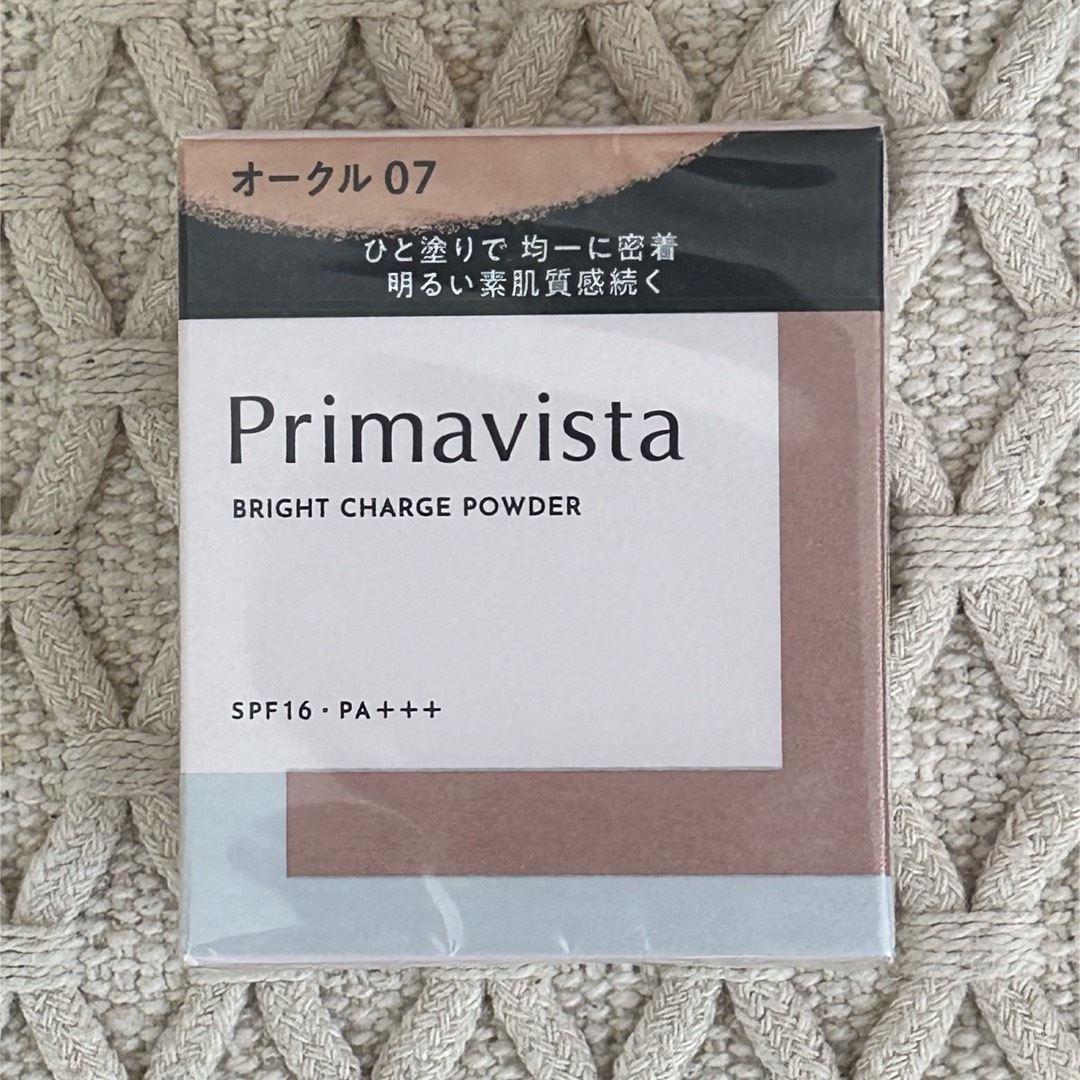 オークル 07
ひと塗りで 均一に密着
明るい素肌質感続く
Primavista
BRIGHT CHARGE POWDER
SPF16・PA+++